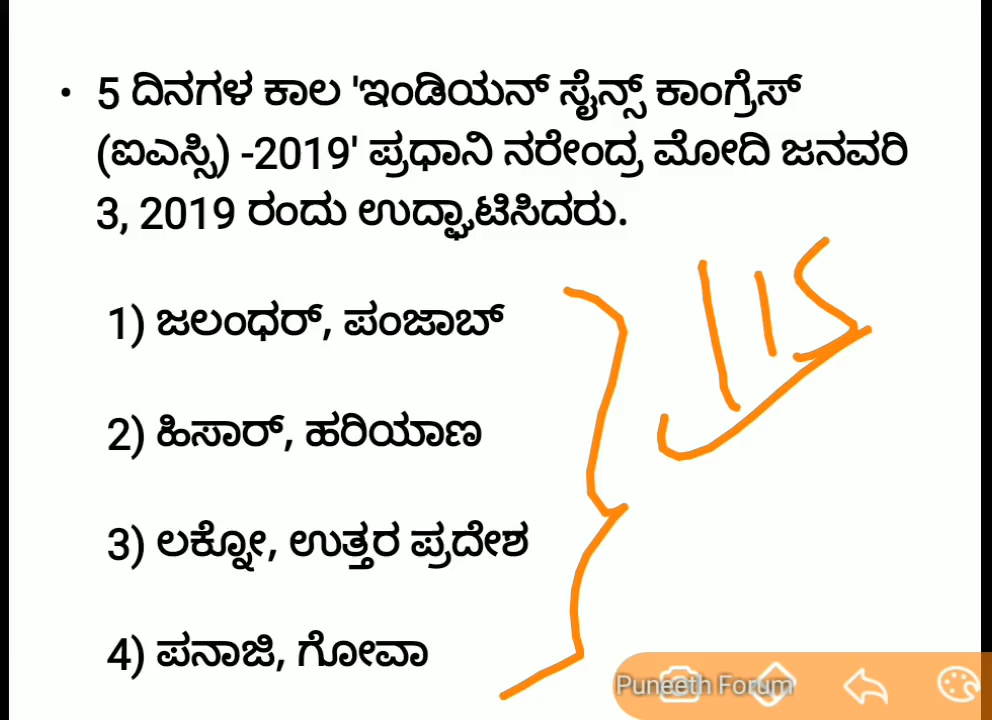 • 5 ದಿನಗಳ ಕಾಲ 'ಇಂಡಿಯನ್ ಸೈನ್ಸ್ ಕಾಂಗ್ರೆಸ್
(ಐಎಸ್ಸಿ) -2019' ಪ್ರಧಾನಿ ನರೇಂದ್ರ ಮೋದಿ ಜನವರಿ
3, 2019 ರಂದು ಉದ್ಘಾಟಿಸಿದರು.
1) ಜಲಂಧರ್, ಪಂಜಾಬ್
2) ಹಿಸಾರ್, ಹರಿಯಾಣ
3) ಲಕ್ನೋ, ಉತ್ತರ ಪ್ರದೇಶ
4) ಪನಾಜಿ, ಗೋವಾ
Puneeth Forum